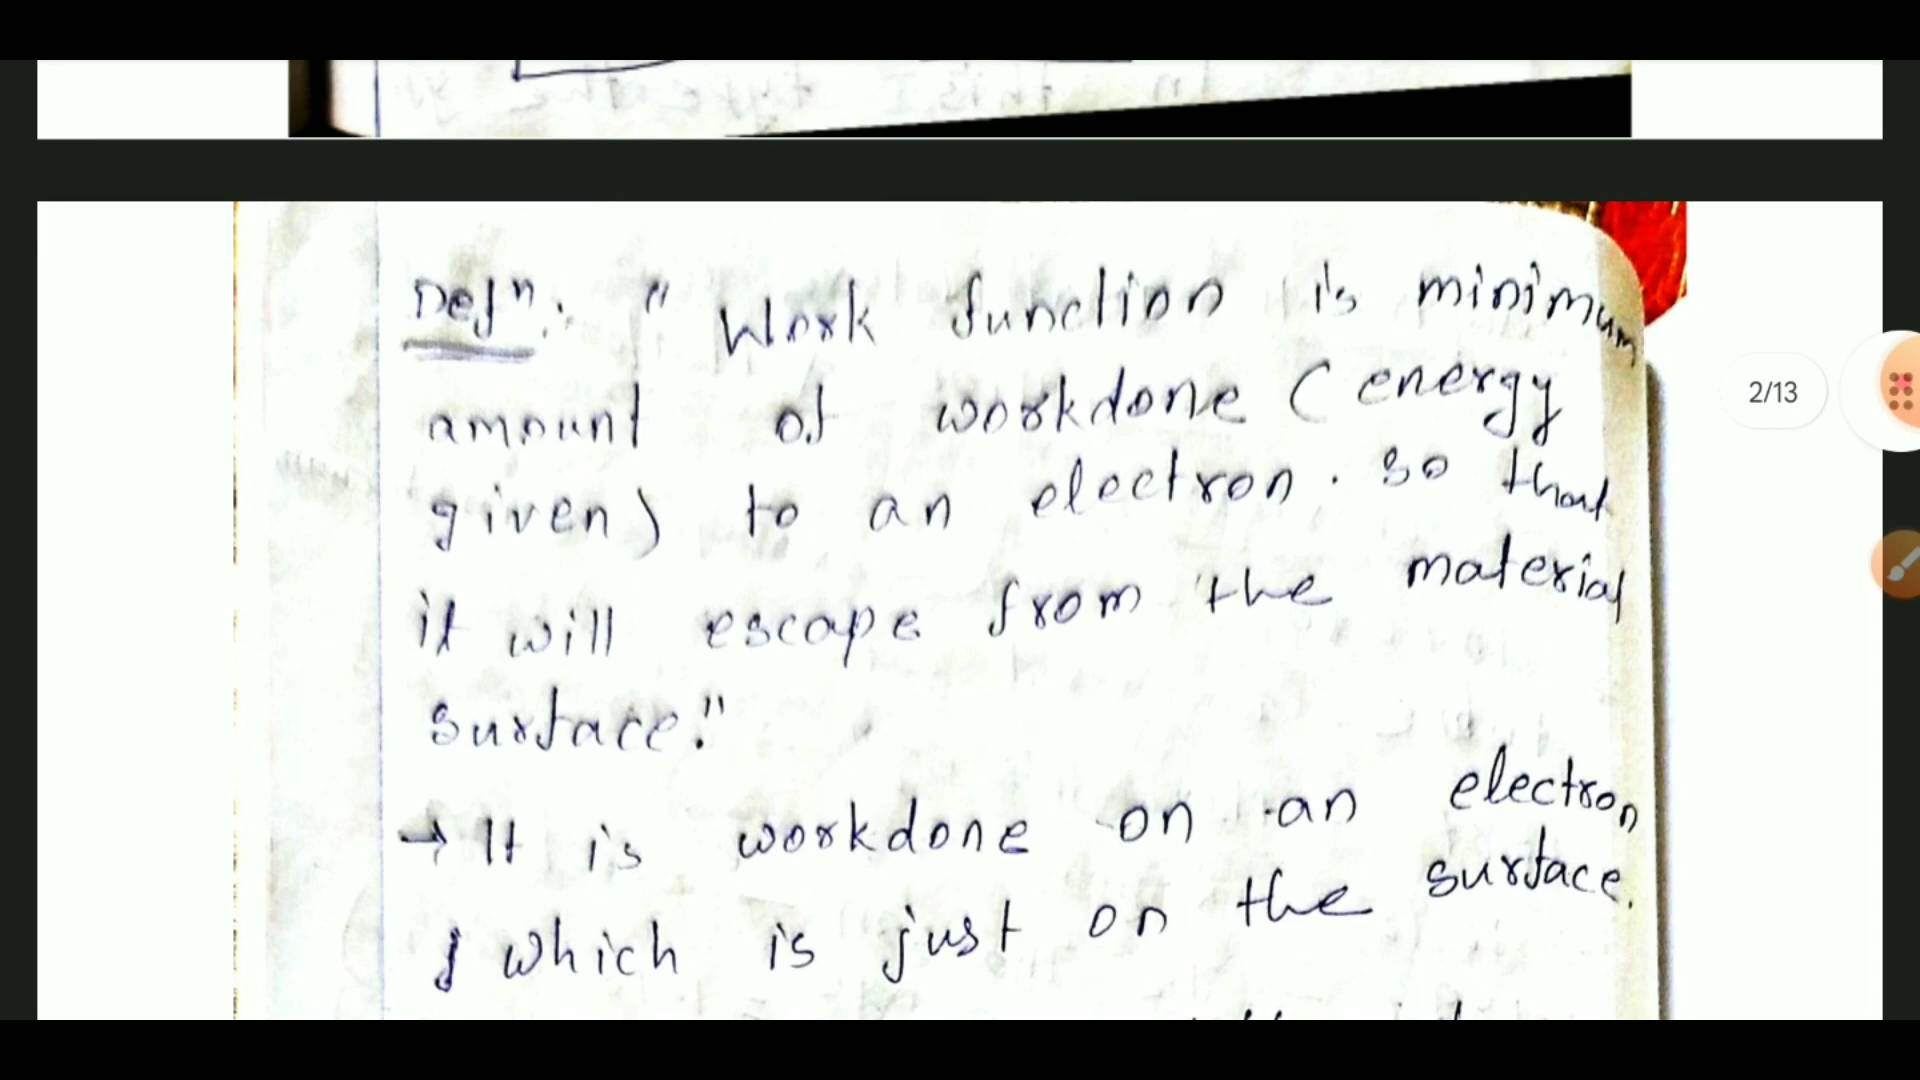 Defⁿ: " Work function is minimum
amount of workdone (energy
given) to an electron. so that
it will escape from the material
surface."
→ It is workdone on an electron
which is just on the surface.
2/13